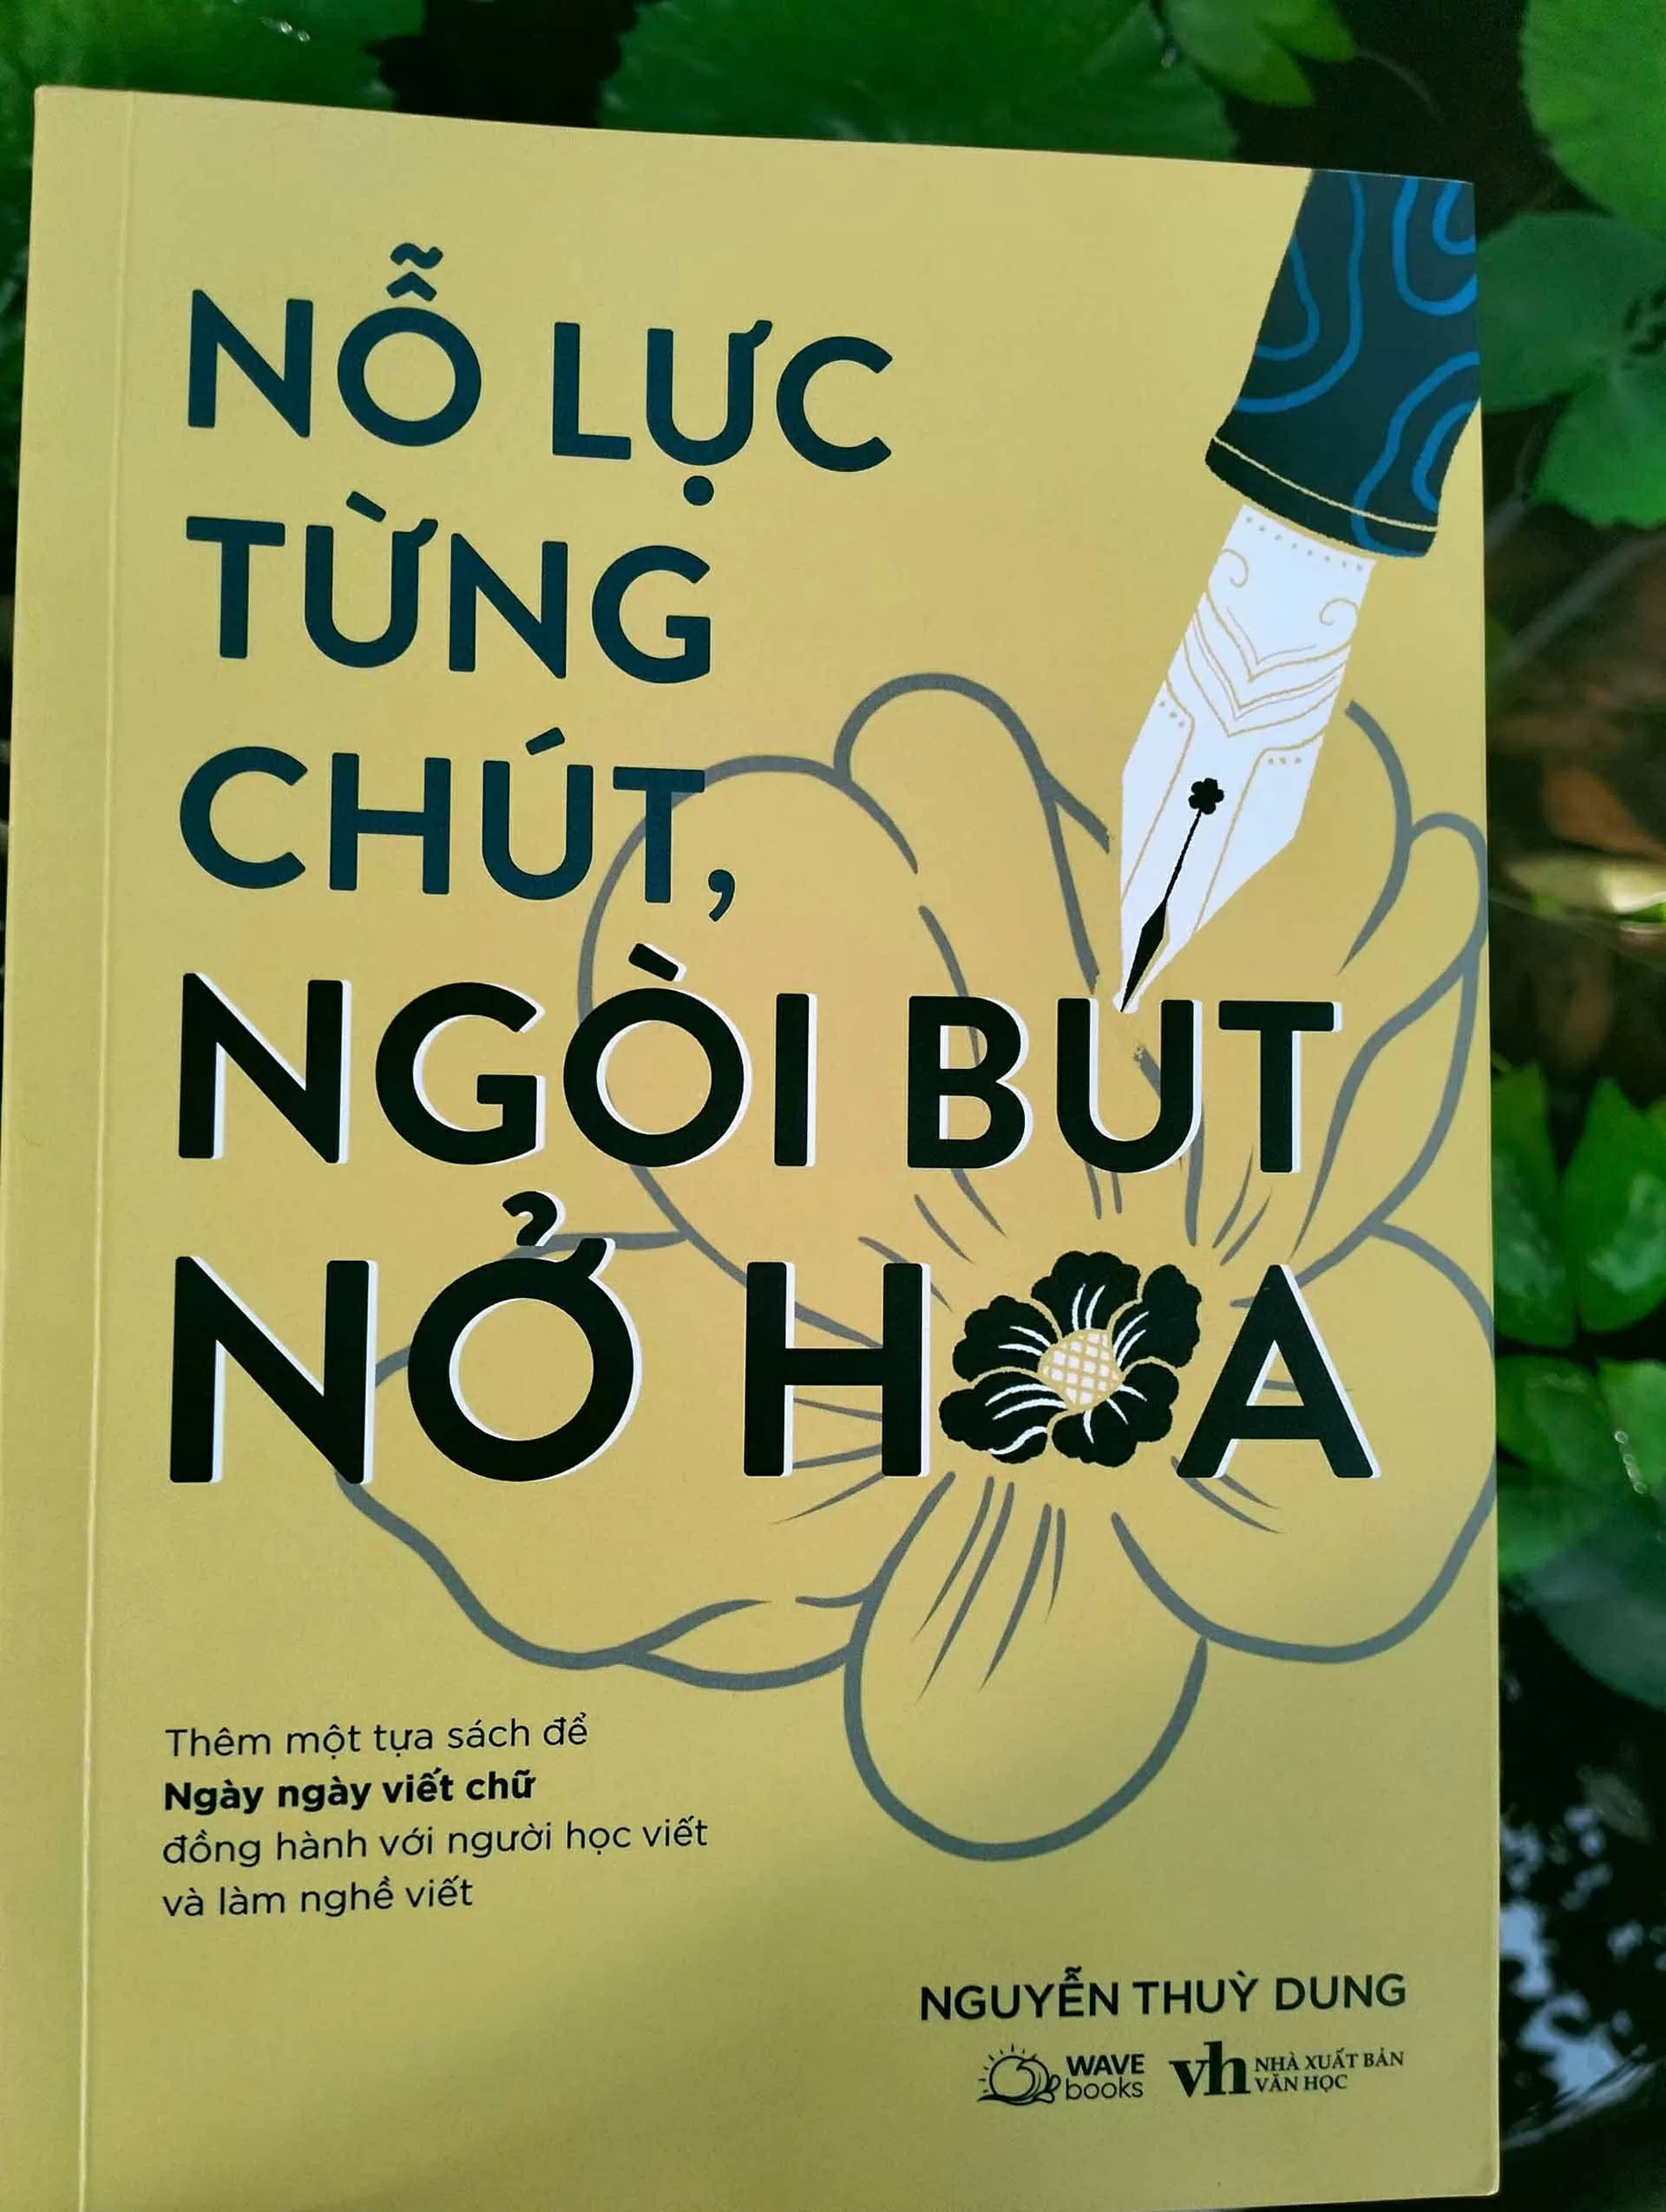 NỖ LỰC
TỪNG
CHÚT,
NGÒI BÚT
NỞ HOA
Thêm một tựa sách để
Ngày ngày viết chữ
đồng hành với người học viết
và làm nghề viết
NGUYỄN THUỲ DUNG
WAVE
books
vh
NHÀ XUẤT BẢN
VĂN HỌC